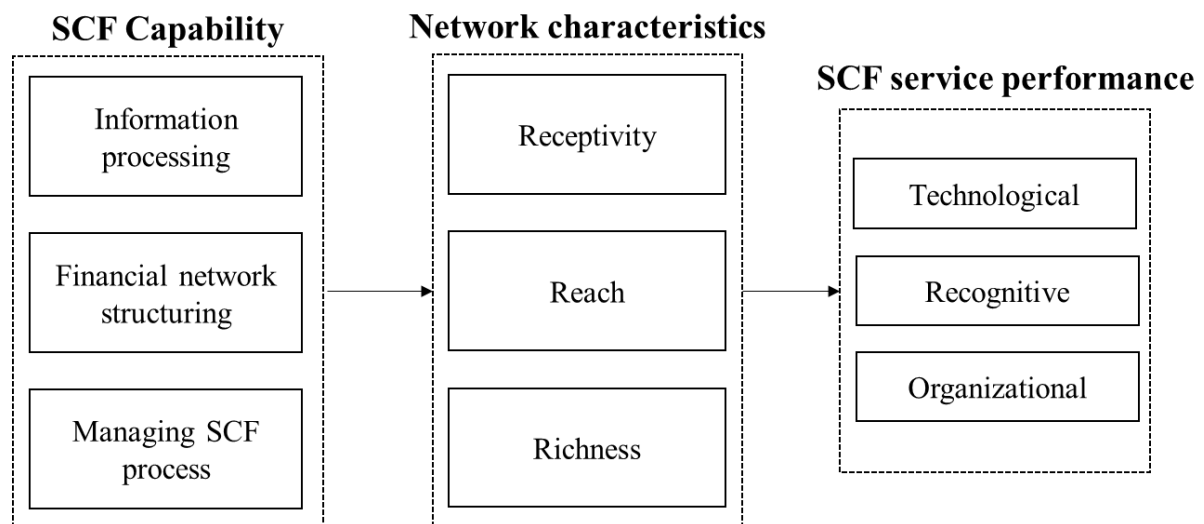 SCF Capability
Information
processing
Financial network
structuring
Managing SCF
process
Network characteristics
Receptivity
Reach
Richness
SCF service performance
Technological
Recognitive
Organizational